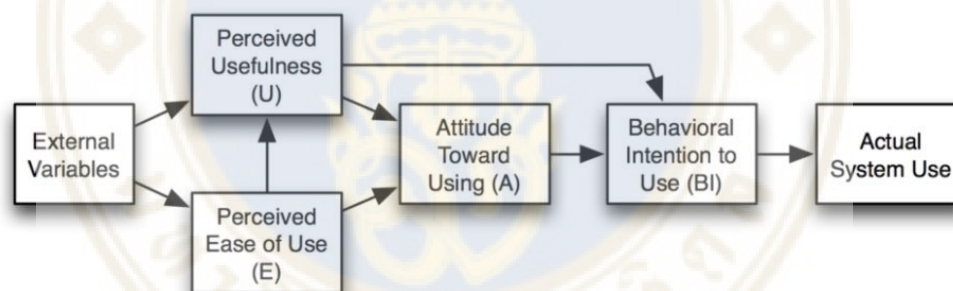 Perceived
Usefulness
(U)
External
Variables
Attitude
Toward
Using (A)
Behavioral
Intention to
Use (BI)
Actual
System Use
Perceived
Ease of Use
(E)